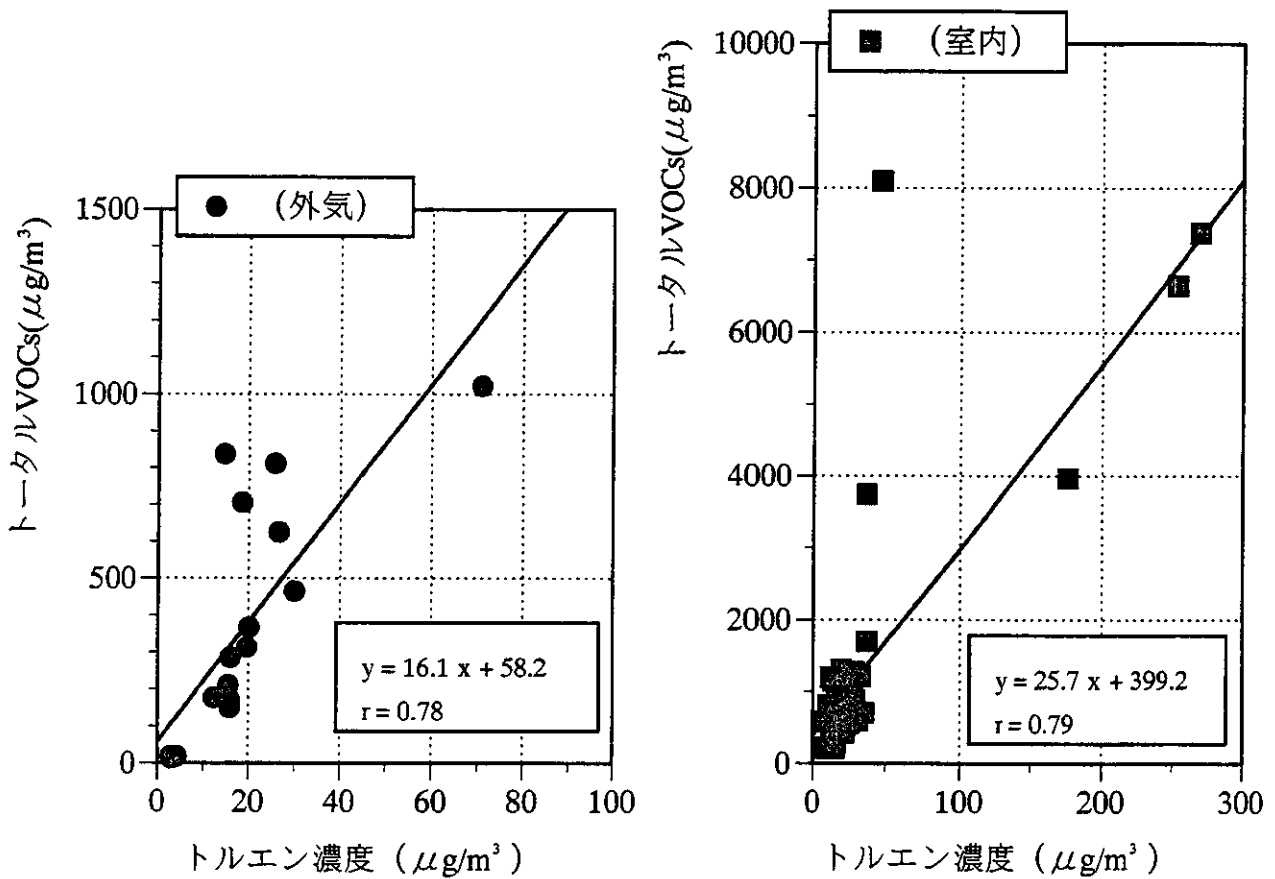 (外気)
トータルVOCs(μg/m³)
1500
1000
500
0
0 20 40 60 80 100
y = 16.1 x + 58.2
r = 0.78
トルエン濃度（μg/m³）
(室内)
トータルVOCs(μg/m³)
10000
8000
6000
4000
2000
0
0 100 200 300
y = 25.7 x + 399.2
r = 0.79
トルエン濃度（μg/m³）